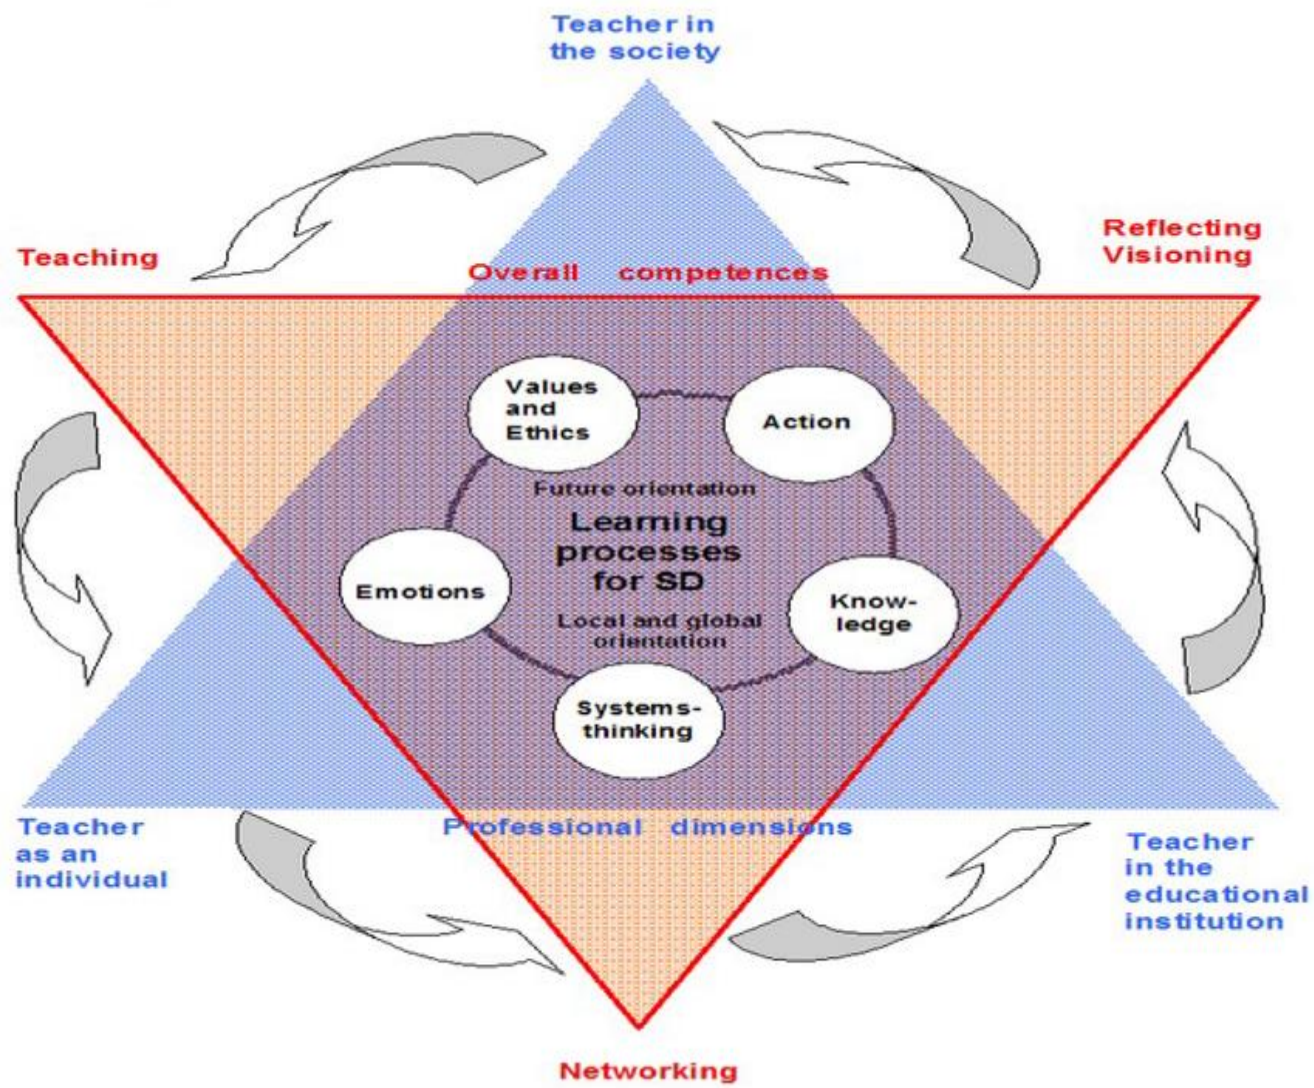 Teacher in
the society
Teaching
Reflecting
Visioning
Overall competences
Values
and
Ethics
Action
Future orientation
Learning
processes
for SD
Emotions
Know-
ledge
Local and global
orientation
Systems-
thinking
Professional dimensions
Teacher
as an
individual
Teacher
in the
educational
institution
Networking